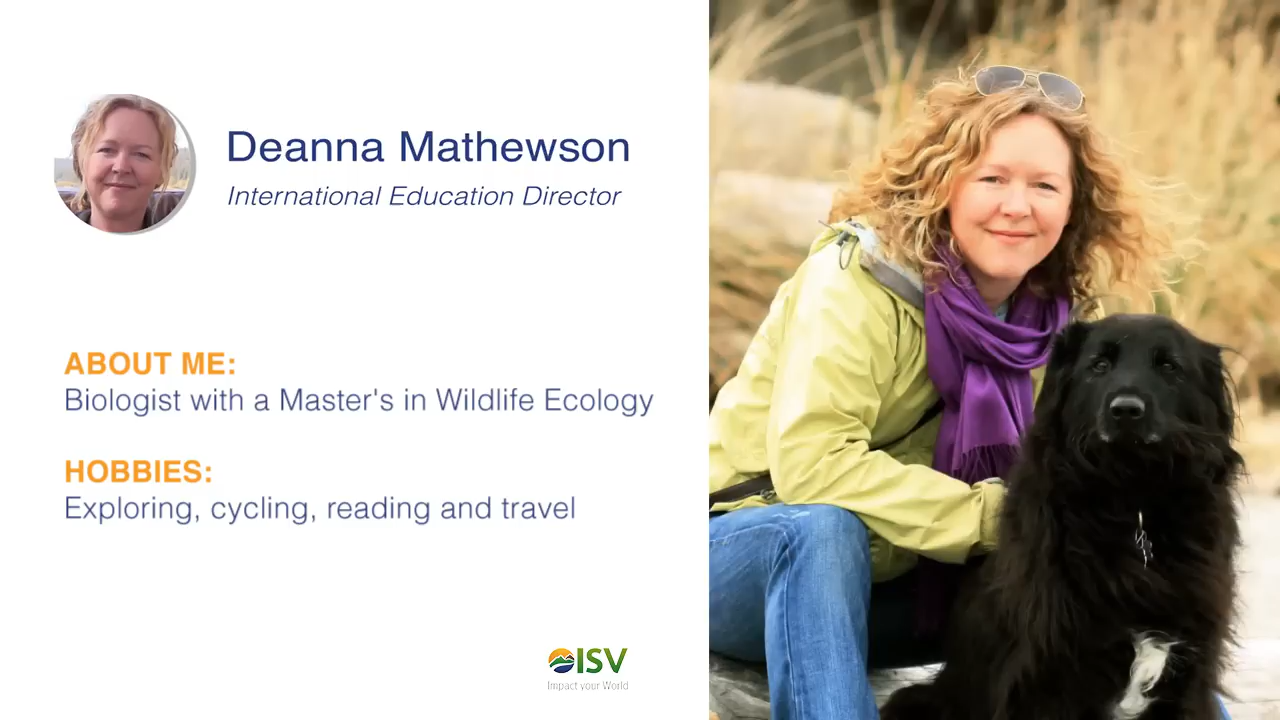 Deanna Mathewson
International Education Director
ABOUT ME:
Biologist with a Master's in Wildlife Ecology
HOBBIES:
Exploring, cycling, reading and travel
ISV
Impact your World